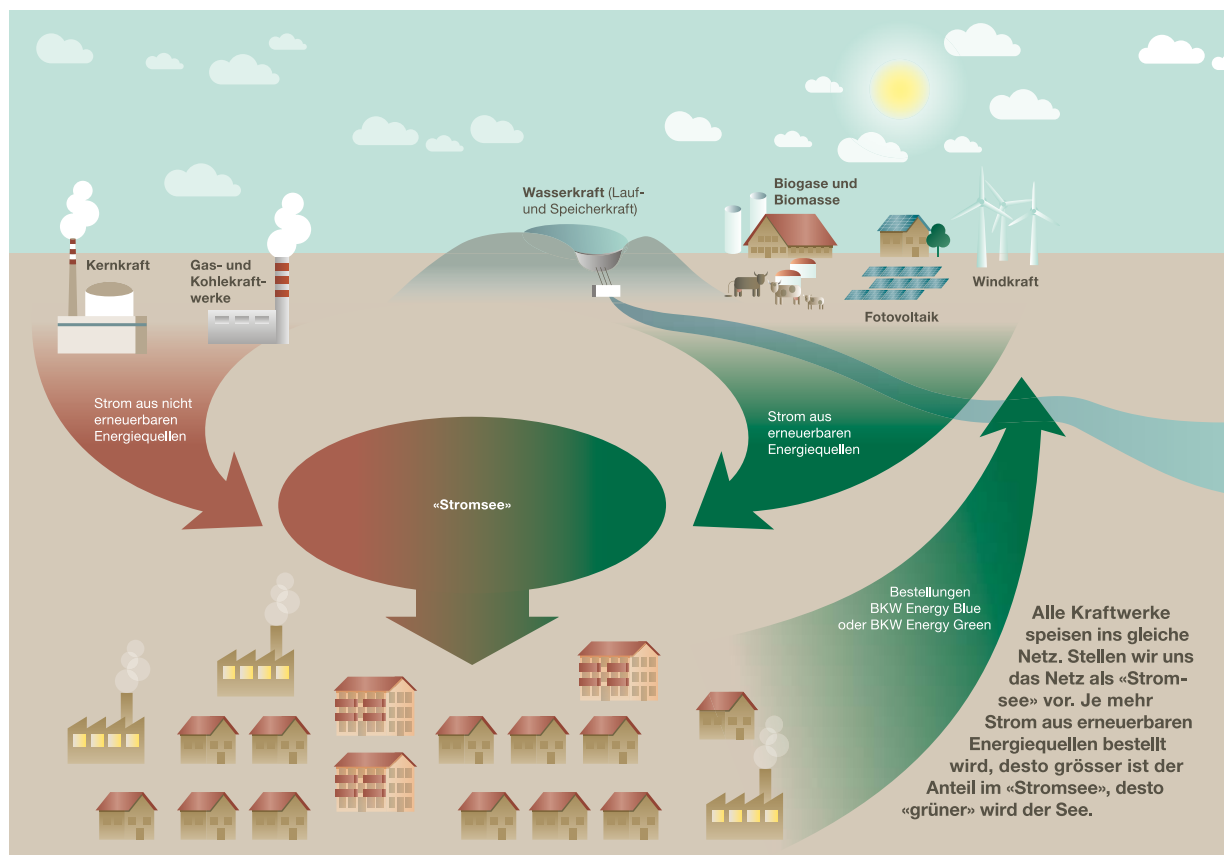 Wasserkraft (Lauf-
und Speicherkraft)
Biogase und
Biomasse
Kernkraft
Gas- und
Kohlekraft-
werke
Windkraft
Fotovoltaik
Strom aus nicht
erneuerbaren
Energiequellen
Strom aus
erneuerbaren
Energiequellen
«Stromsee»
Bestellungen
BKW Energy Blue
oder BKW Energy Green
Alle Kraftwerke
speisen ins gleiche
Netz. Stellen wir uns
das Netz als «Strom-
see» vor. Je mehr
Strom aus erneuerbaren
Energiequellen bestellt
wird, desto grösser ist der
Anteil im «Stromsee», desto
«grüner» wird der See.